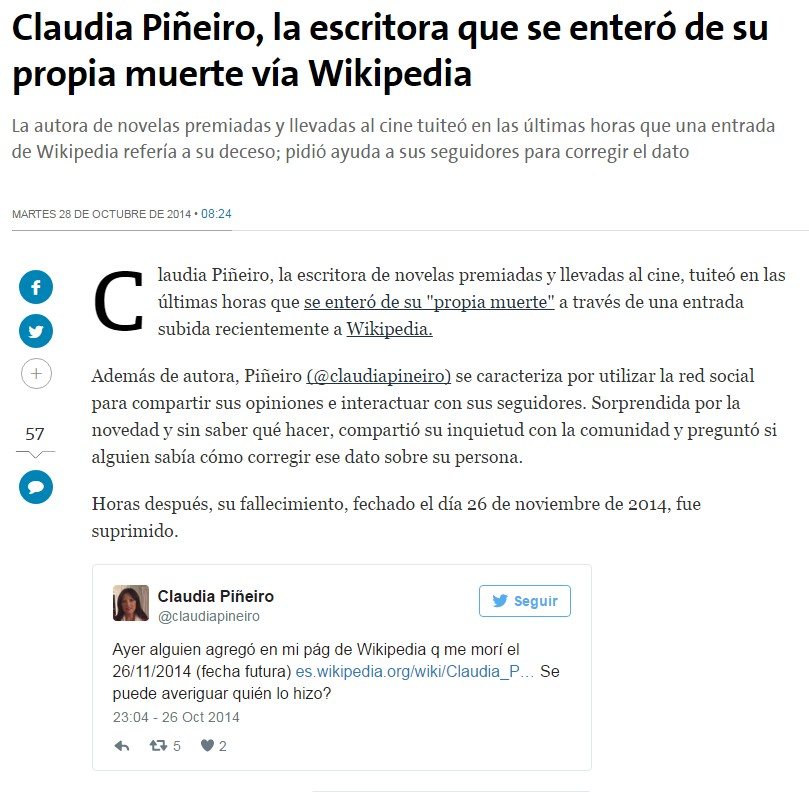 Claudia Piñeiro, la escritora que se enteró de su
propia muerte vía Wikipedia
La autora de novelas premiadas y llevadas al cine tuiteó en las últimas horas que una entrada
de Wikipedia refería a su deceso; pidió ayuda a sus seguidores para corregir el dato
MARTES 28 DE OCTUBRE DE 2014 • 08:24
Claudia Piñeiro, la escritora de novelas premiadas y llevadas al cine, tuiteó en las
últimas horas que se enteró de su "propia muerte" a través de una entrada
subida recientemente a Wikipedia.
Además de autora, Piñeiro (@claudiapineiro) se caracteriza por utilizar la red social
para compartir sus opiniones e interactuar con sus seguidores. Sorprendida por la
novedad y sin saber qué hacer, compartió su inquietud con la comunidad y preguntó si
alguien sabía cómo corregir ese dato sobre su persona.
57
Horas después, su fallecimiento, fechado el día 26 de noviembre de 2014, fue
suprimido.
Claudia Piñeiro
@claudiapineiro
Seguir
Ayer alguien agregó en mi pág de Wikipedia q me morí el
26/11/2014 (fecha futura) es.wikipedia.org/wiki/Claudia_P… Se
puede averiguar quién lo hizo?
23:04 - 26 Oct 2014
5 2